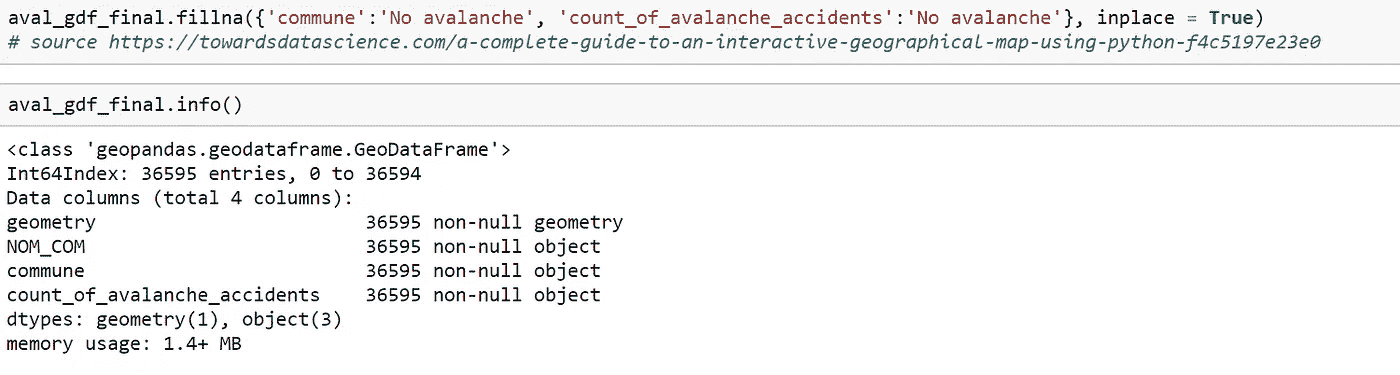 aval_gdf_final.fillna({'commune':'No avalanche', 'count_of_avalanche_accidents':'No avalanche'}, inplace = True)
# source https://towardsdatascience.com/a-complete-guide-to-an-interactive-geographical-map-using-python-f4c5197e23e0
aval_gdf_final.info()
<class 'geopandas.geodataframe.GeoDataFrame'>
Int64Index: 36595 entries, 0 to 36594
Data columns (total 4 columns):
geometry                        36595 non-null geometry
NOM_COM                         36595 non-null object
commune                         36595 non-null object
count_of_avalanche_accidents    36595 non-null object
dtypes: geometry(1), object(3)
memory usage: 1.4+ MB